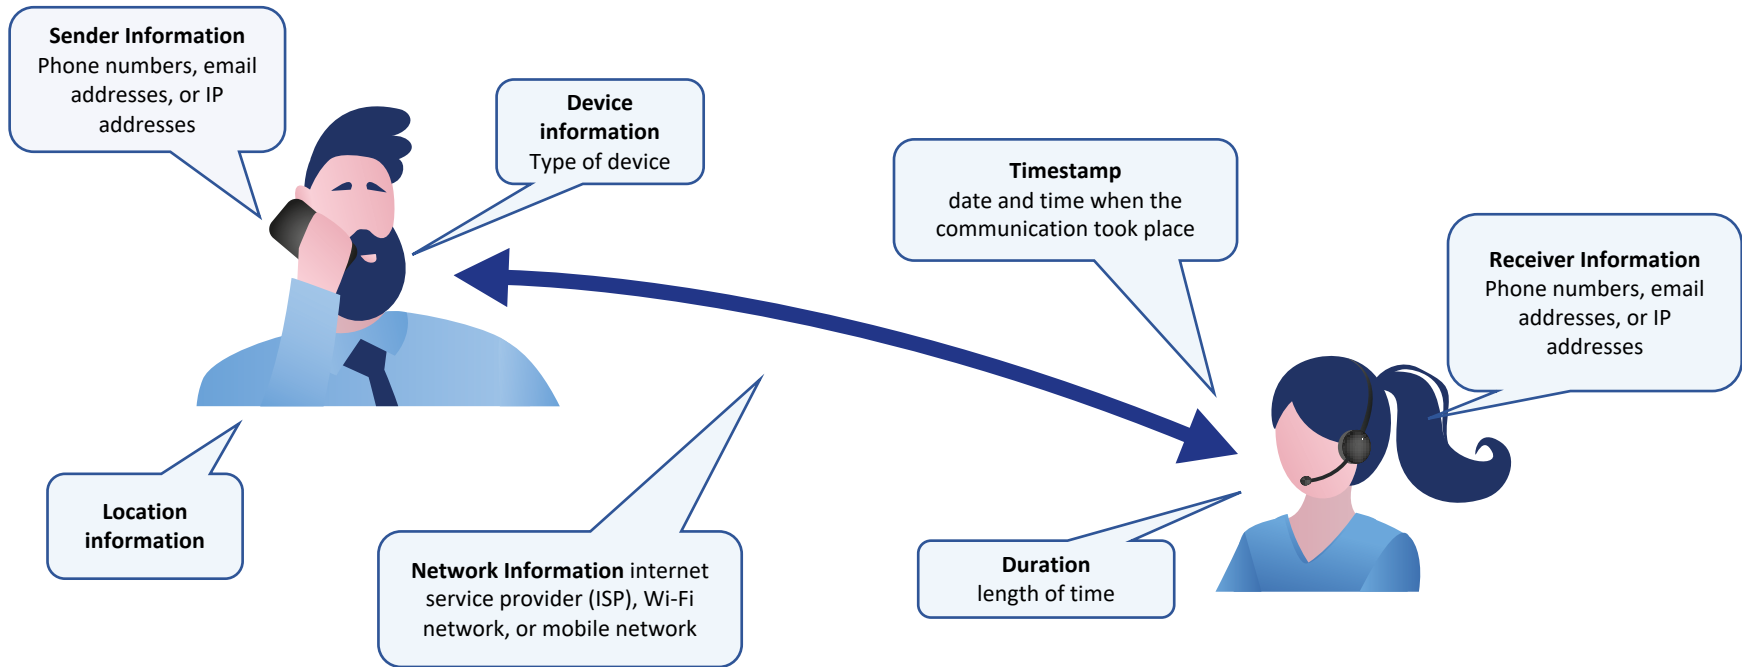 Sender Information
Phone numbers, email
addresses, or IP
addresses
Device
information
Type of device
Timestamp
date and time when the
communication took place
Receiver Information
Phone numbers, email
addresses, or IP
addresses
Location
information
Network Information internet
service provider (ISP), Wi-Fi
network, or mobile network
Duration
length of time